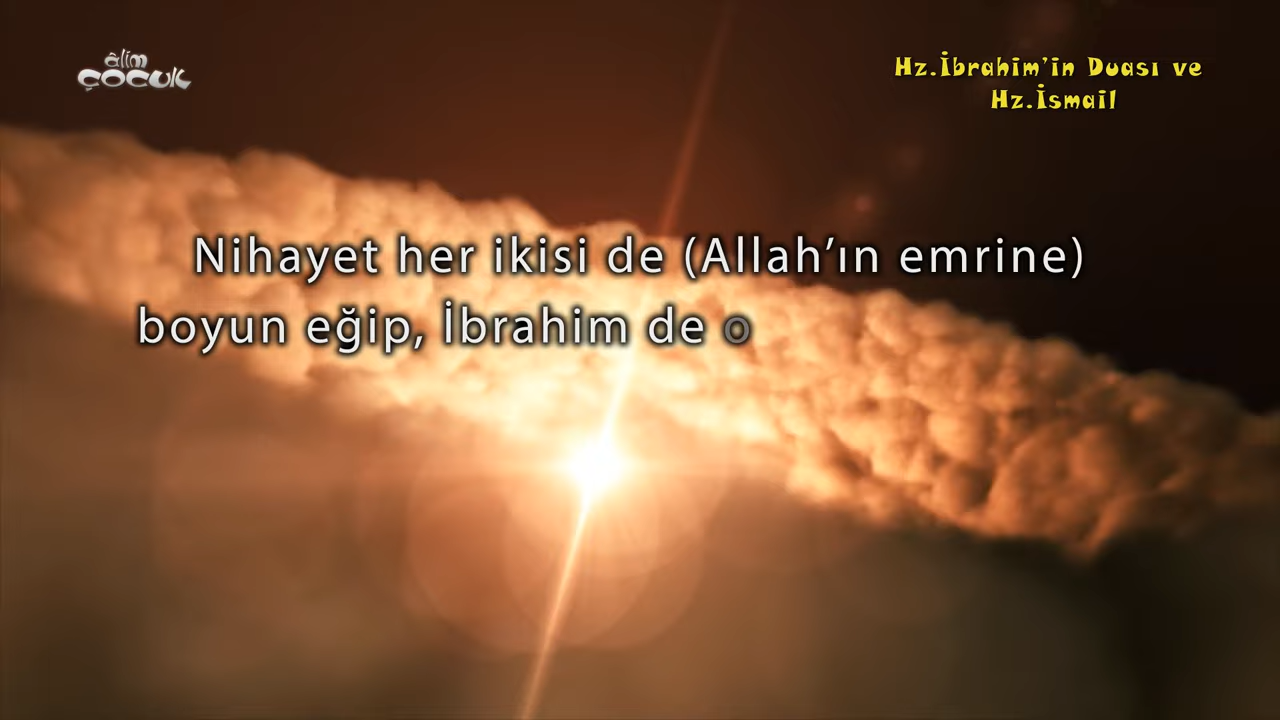 âlim
çocuk
Hz.İbrahim'in Duası ve
Hz.İsmail
Nihayet her ikisi de (Allah'ın emrine)
boyun eğip, İbrahim de o